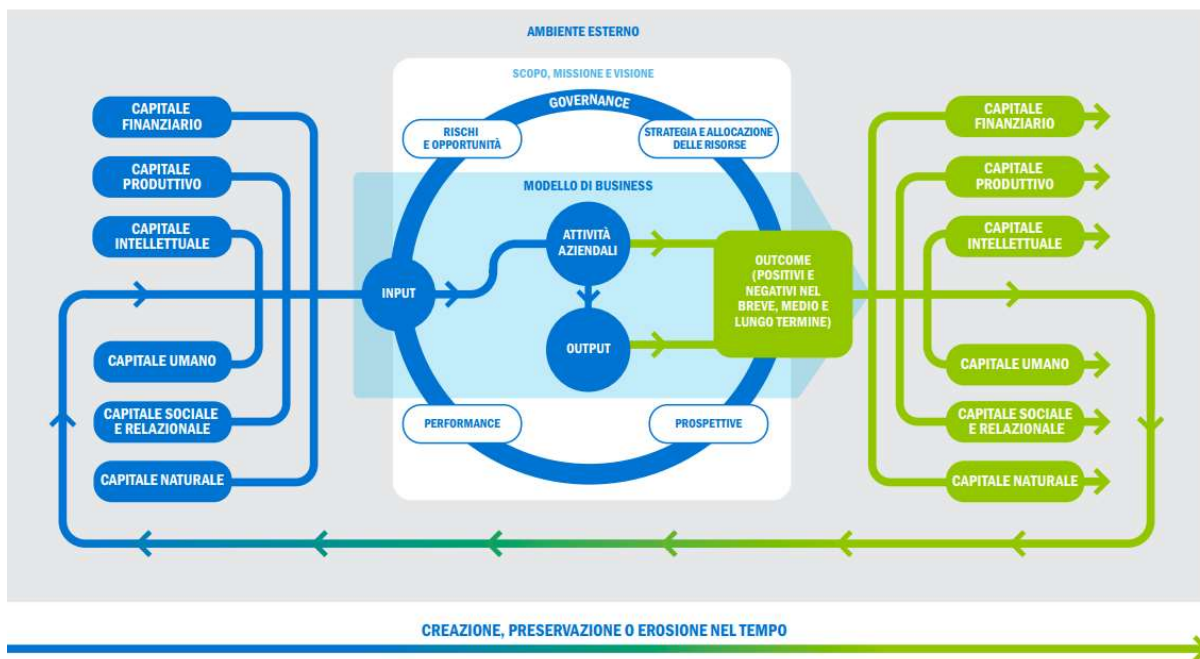 AMBIENTE ESTERNO
SCOPO, MISSIONE E VISIONE
GOVERNANCE
CAPITALE
FINANZIARIO
CAPITALE
PRODUTTIVO
CAPITALE
INTELLETTUALE
CAPITALE UMANO
CAPITALE SOCIALE
E RELAZIONALE
CAPITALE NATURALE
RISCHI
E OPPORTUNITÀ
STRATEGIA E ALLOCAZIONE
DELLE RISORSE
MODELLO DI BUSINESS
INPUT
ATTIVITÀ
AZIENDALI
OUTPUT
OUTCOME
(POSITIVI E
NEGATIVI NEL
BREVE, MEDIO E
LUNGO TERMINE)
PERFORMANCE
PROSPETTIVE
CAPITALE
FINANZIARIO
CAPITALE
PRODUTTIVO
CAPITALE
INTELLETTUALE
CAPITALE UMANO
CAPITALE SOCIALE
E RELAZIONALE
CAPITALE NATURALE
CREAZIONE, PRESERVAZIONE O EROSIONE NEL TEMPO